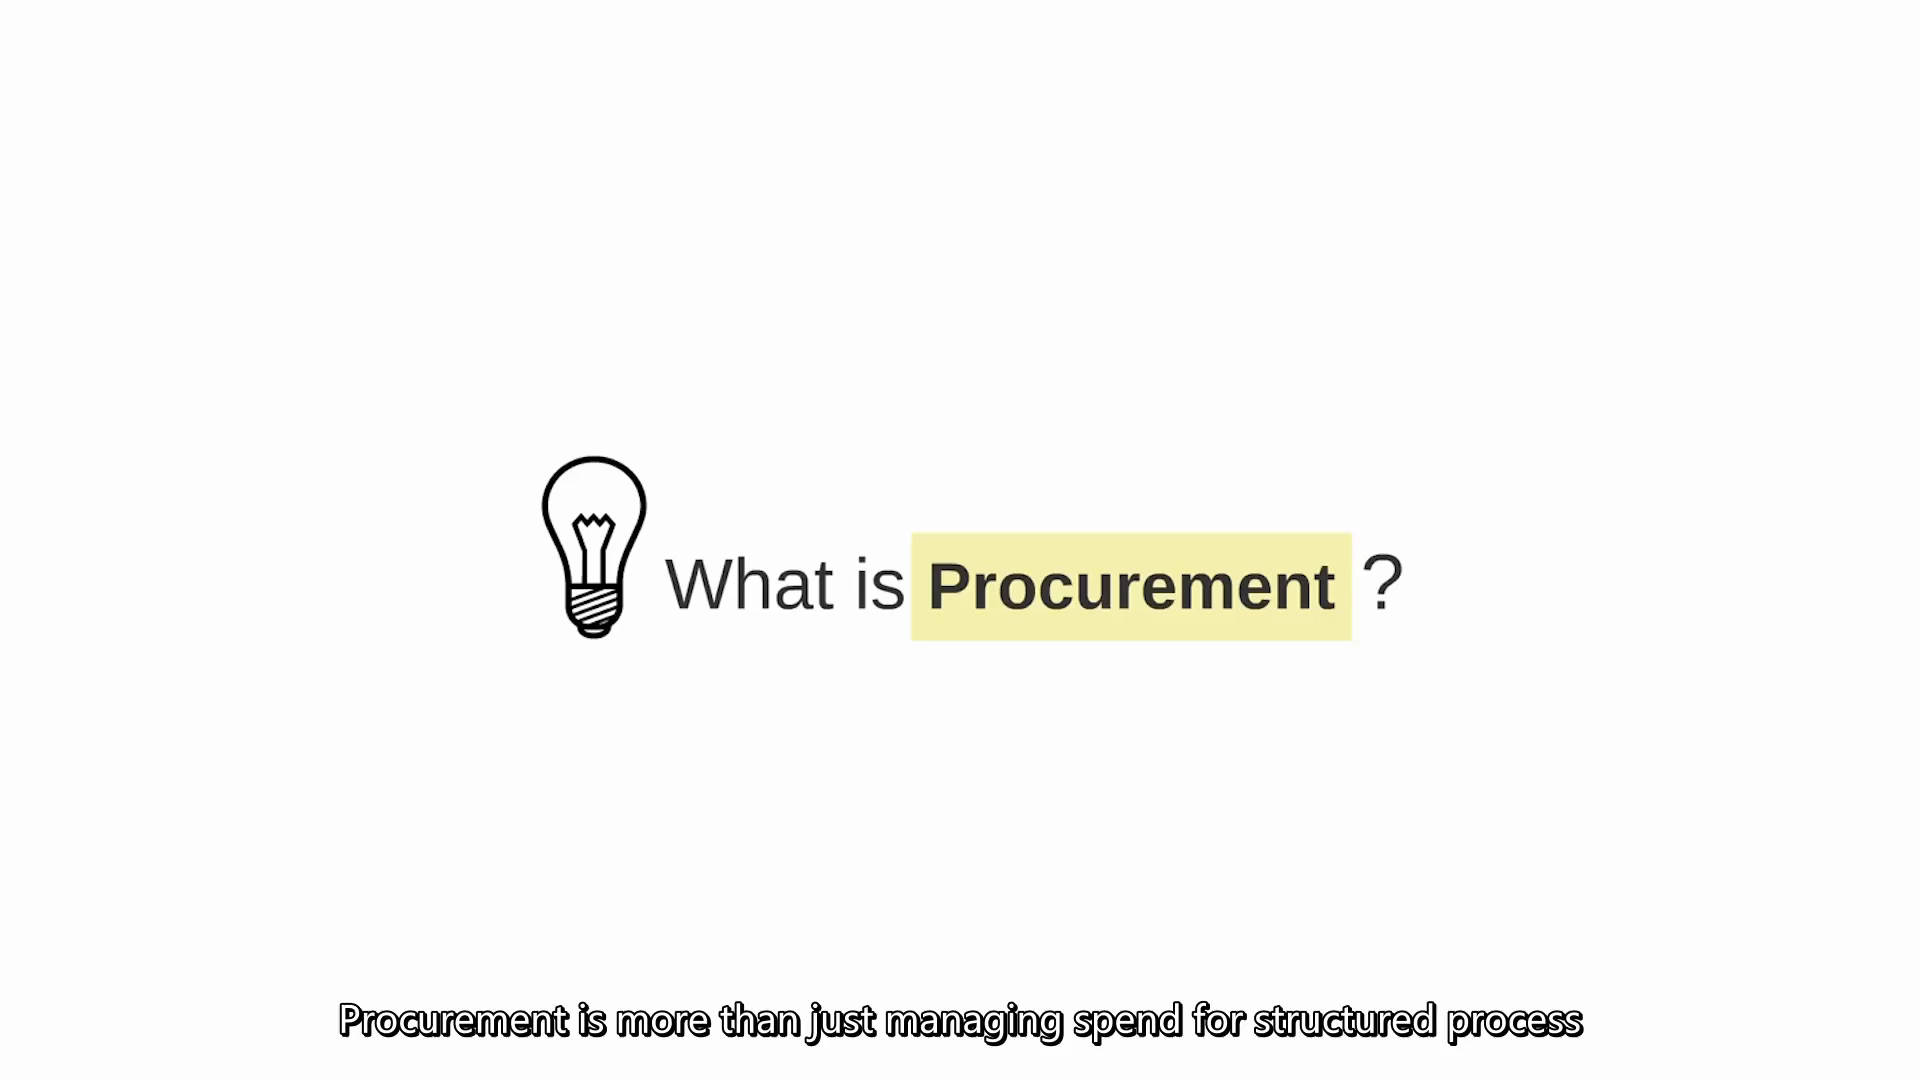 What is Procurement ?
Procurement is more than just managing spend for structured process